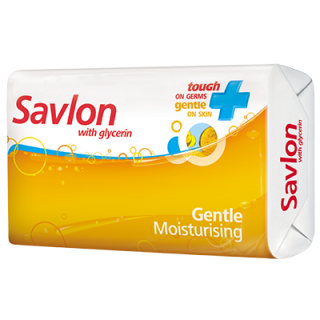 Savlon
with glycerin
tough
ON GERMS
gentle
ON SKIN
Gentle
Moisturising
Savlon
with glycerin